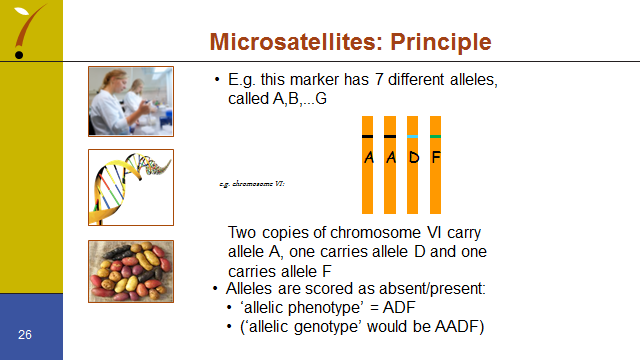 Microsatellites: Principle
• E.g. this marker has 7 different alleles,
called A,B,...G
A A D F
e.g. chromosome VI:
Two copies of chromosome VI carry
allele A, one carries allele D and one
carries allele F
• Alleles are scored as absent/present:
• ‘allelic phenotype’ = ADF
• (‘allelic genotype’ would be AADF)
26